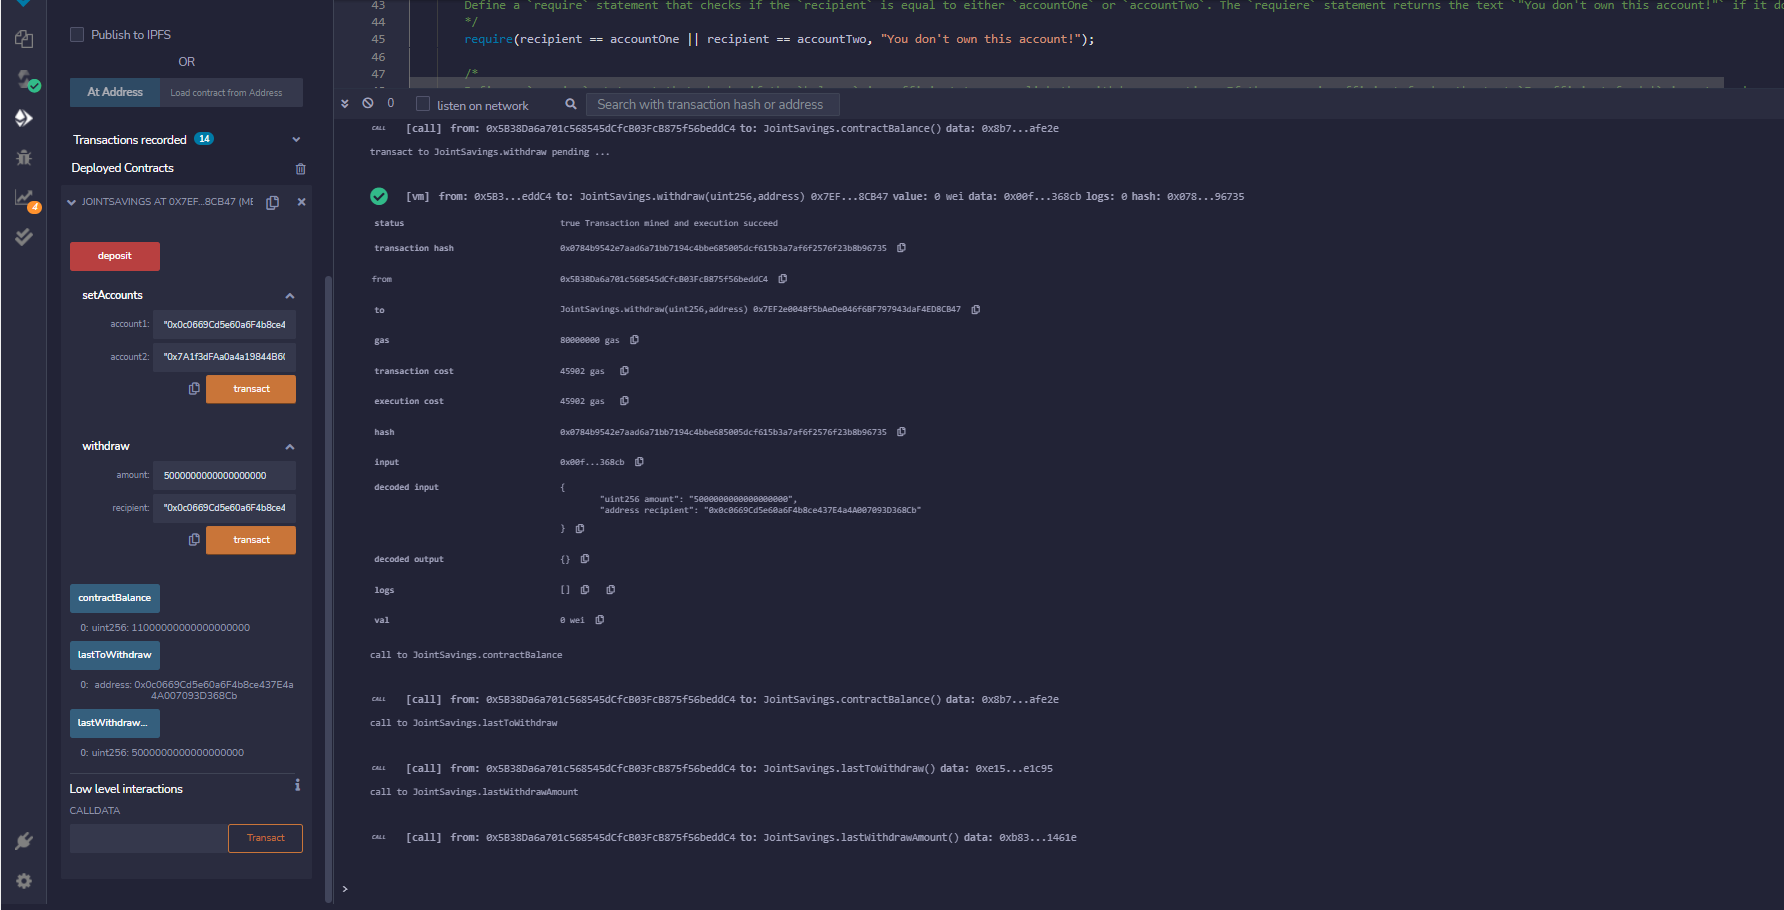 Publish to IPFS
OR
At Address Load contract from Address
Transactions recorded 14
Deployed Contracts
4
JOINTSAVINGS AT 0X7EF...8CB47 (ME
deposit
setAccounts
account1: "0x0c0669Cd5e60a6F4b8ce4
account2: "0x7A1f3dFAa0a4a19844B60
transact
withdraw
amount: 5000000000000000000
recipient: "0x0c0669Cd5e60a6F4b8ce4
transact
contractBalance
0: uint256: 11000000000000000000
lastToWithdraw
0: address: 0x0c0669Cd5e60a6F4b8ce437E4a
4A007093D368Cb
lastWithdraw...
0: uint256: 5000000000000000000
Low level interactions
i
CALLDATA
Transact
43 Define a `require` statement that checks if the `recipient` is equal to either `accountOne` or `accountTwo`. The `requiere` statement returns the text `"You don't own this account!"` if it do
44 */
45 require(recipient == accountOne || recipient == accountTwo, "You don't own this account!");
46
47 /*
0 listen on network Search with transaction hash or address
CALL [call] from: 0x5B38Da6a701c568545dCfcB03FcB875f56beddC4 to: JointSavings.contractBalance() data: 0x8b7...afe2e
transact to JointSavings.withdraw pending ...
[vm] from: 0x5B3...eddC4 to: JointSavings.withdraw(uint256,address) 0x7EF...8CB47 value: 0 wei data: 0x00f...368cb logs: 0 hash: 0x078...96735
status true Transaction mined and execution succeed
transaction hash 0x0784b9542e7aad6a71bb7194c4bbe685005dcf615b3a7af6f2576f23b8b96735
from 0x5B38Da6a701c568545dCfcB03FcB875f56beddC4
to JointSavings.withdraw(uint256,address) 0x7EF2e0048f5bAeDe046f6BF797943daF4ED8CB47
gas 80000000 gas
transaction cost 45902 gas
execution cost 45902 gas
hash 0x0784b9542e7aad6a71bb7194c4bbe685005dcf615b3a7af6f2576f23b8b96735
input 0x00f...368cb
decoded input {
"uint256 amount": "5000000000000000000",
"address recipient": "0x0c0669Cd5e60a6F4b8ce437E4a4A007093D368Cb"
}
decoded output {}
logs []
val 0 wei
call to JointSavings.contractBalance
CALL [call] from: 0x5B38Da6a701c568545dCfcB03FcB875f56beddC4 to: JointSavings.contractBalance() data: 0x8b7...afe2e
call to JointSavings.lastToWithdraw
CALL [call] from: 0x5B38Da6a701c568545dCfcB03FcB875f56beddC4 to: JointSavings.lastToWithdraw() data: 0xe15...e1c95
call to JointSavings.lastWithdrawAmount
CALL [call] from: 0x5B38Da6a701c568545dCfcB03FcB875f56beddC4 to: JointSavings.lastWithdrawAmount() data: 0xb83...1461e
>